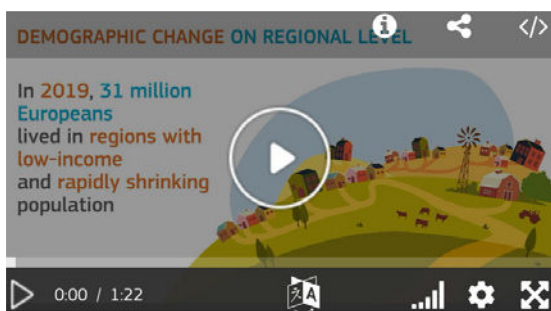 DEMOGRAPHIC CHANGE ON REGIONAL LEVEL
In 2019, 31 million
Europeans
lived in regions with
low-income
and rapidly shrinking
population
0:00 / 1:22